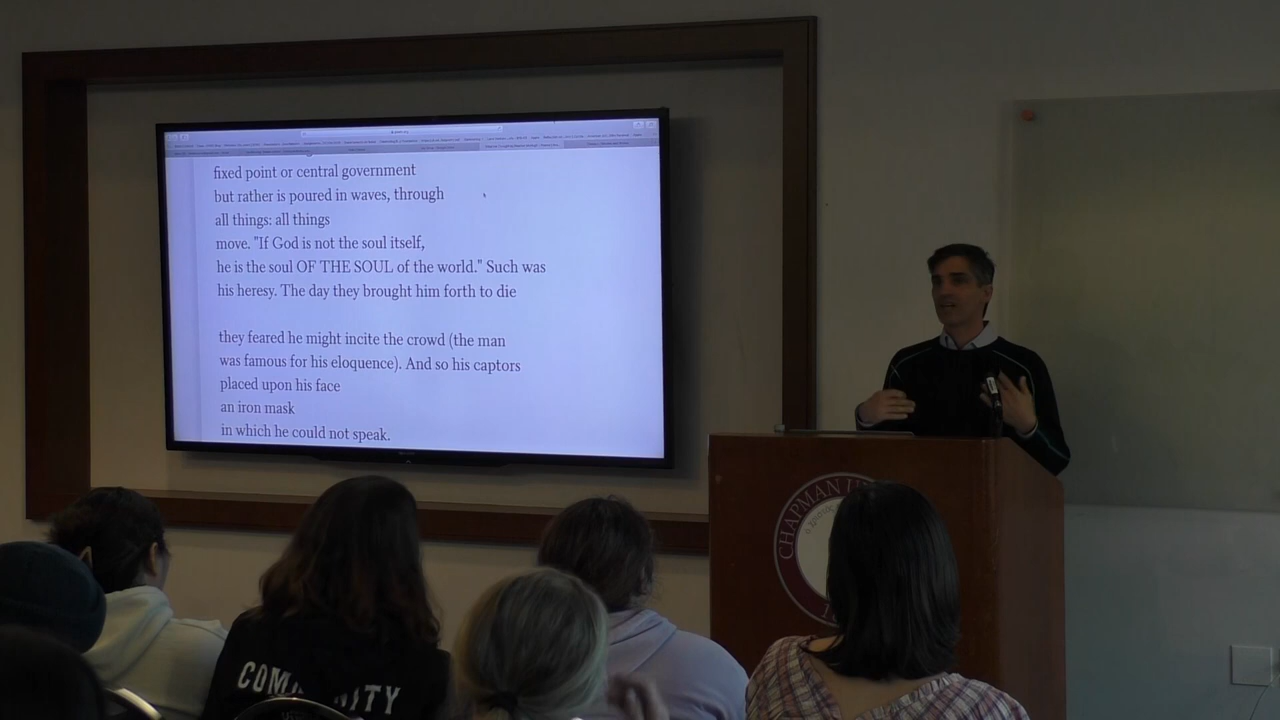 fixed point or central government
but rather is poured in waves, through
all things: all things
move. "If God is not the soul itself,
he is the soul OF THE SOUL of the world." Such was
his heresy. The day they brought him forth to die
they feared he might incite the crowd (the man
was famous for his eloquence). And so his captors
placed upon his face
an iron mask
in which he could not speak.
CHAPMAN